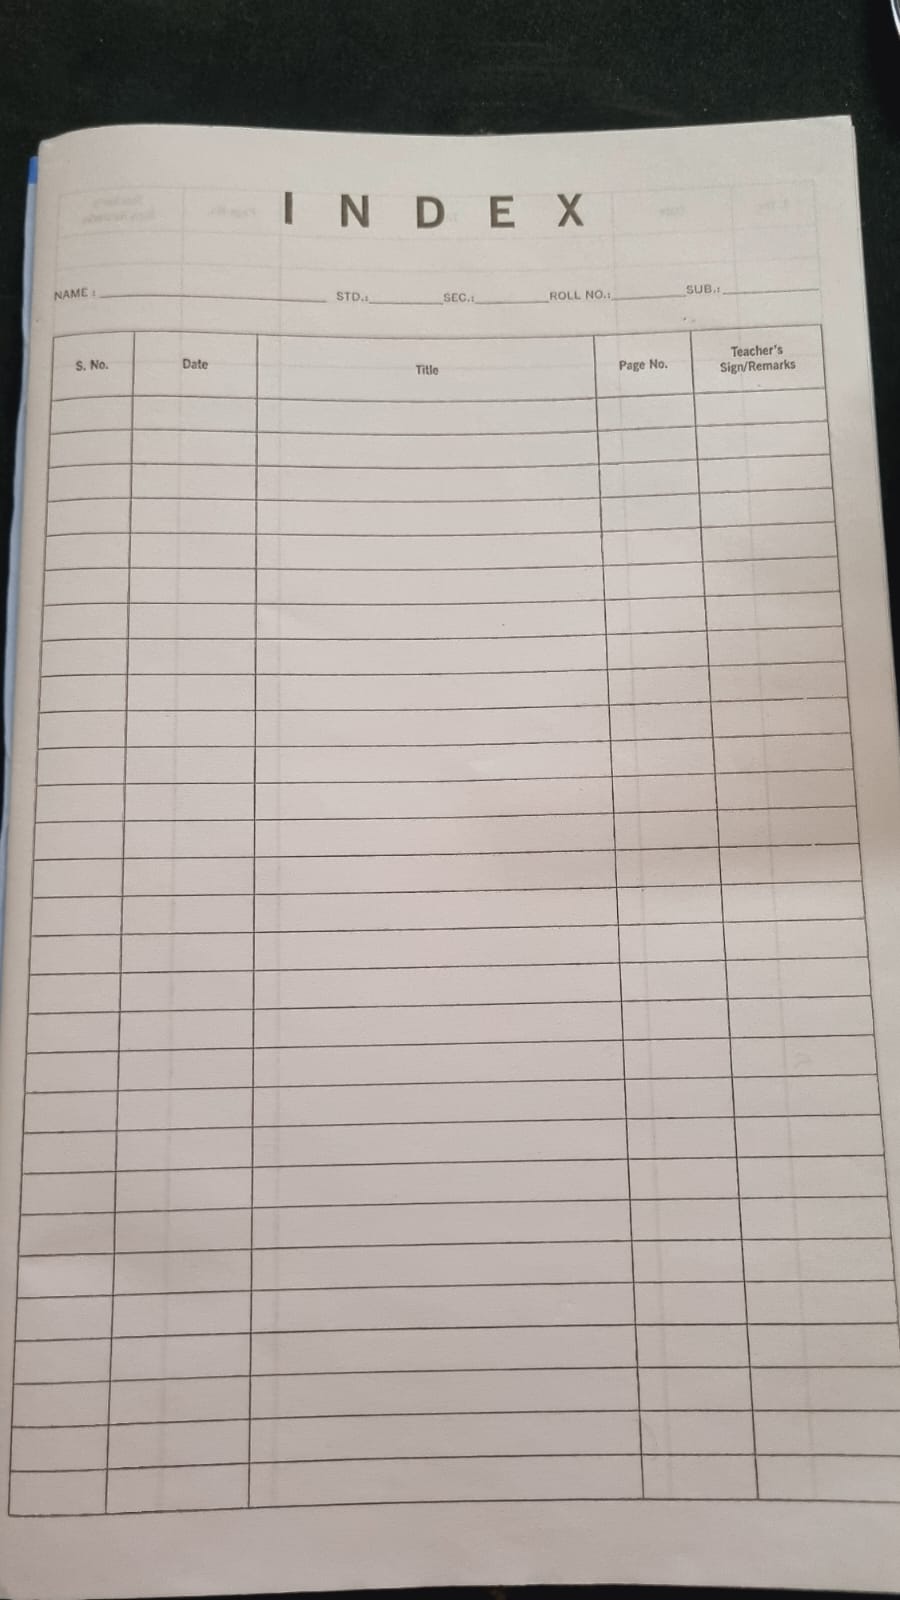 INDEX
NAME : STD.: SEC.: ROLL NO.: SUB.:
S. No. Date Title Page No. Teacher's Sign/Remarks